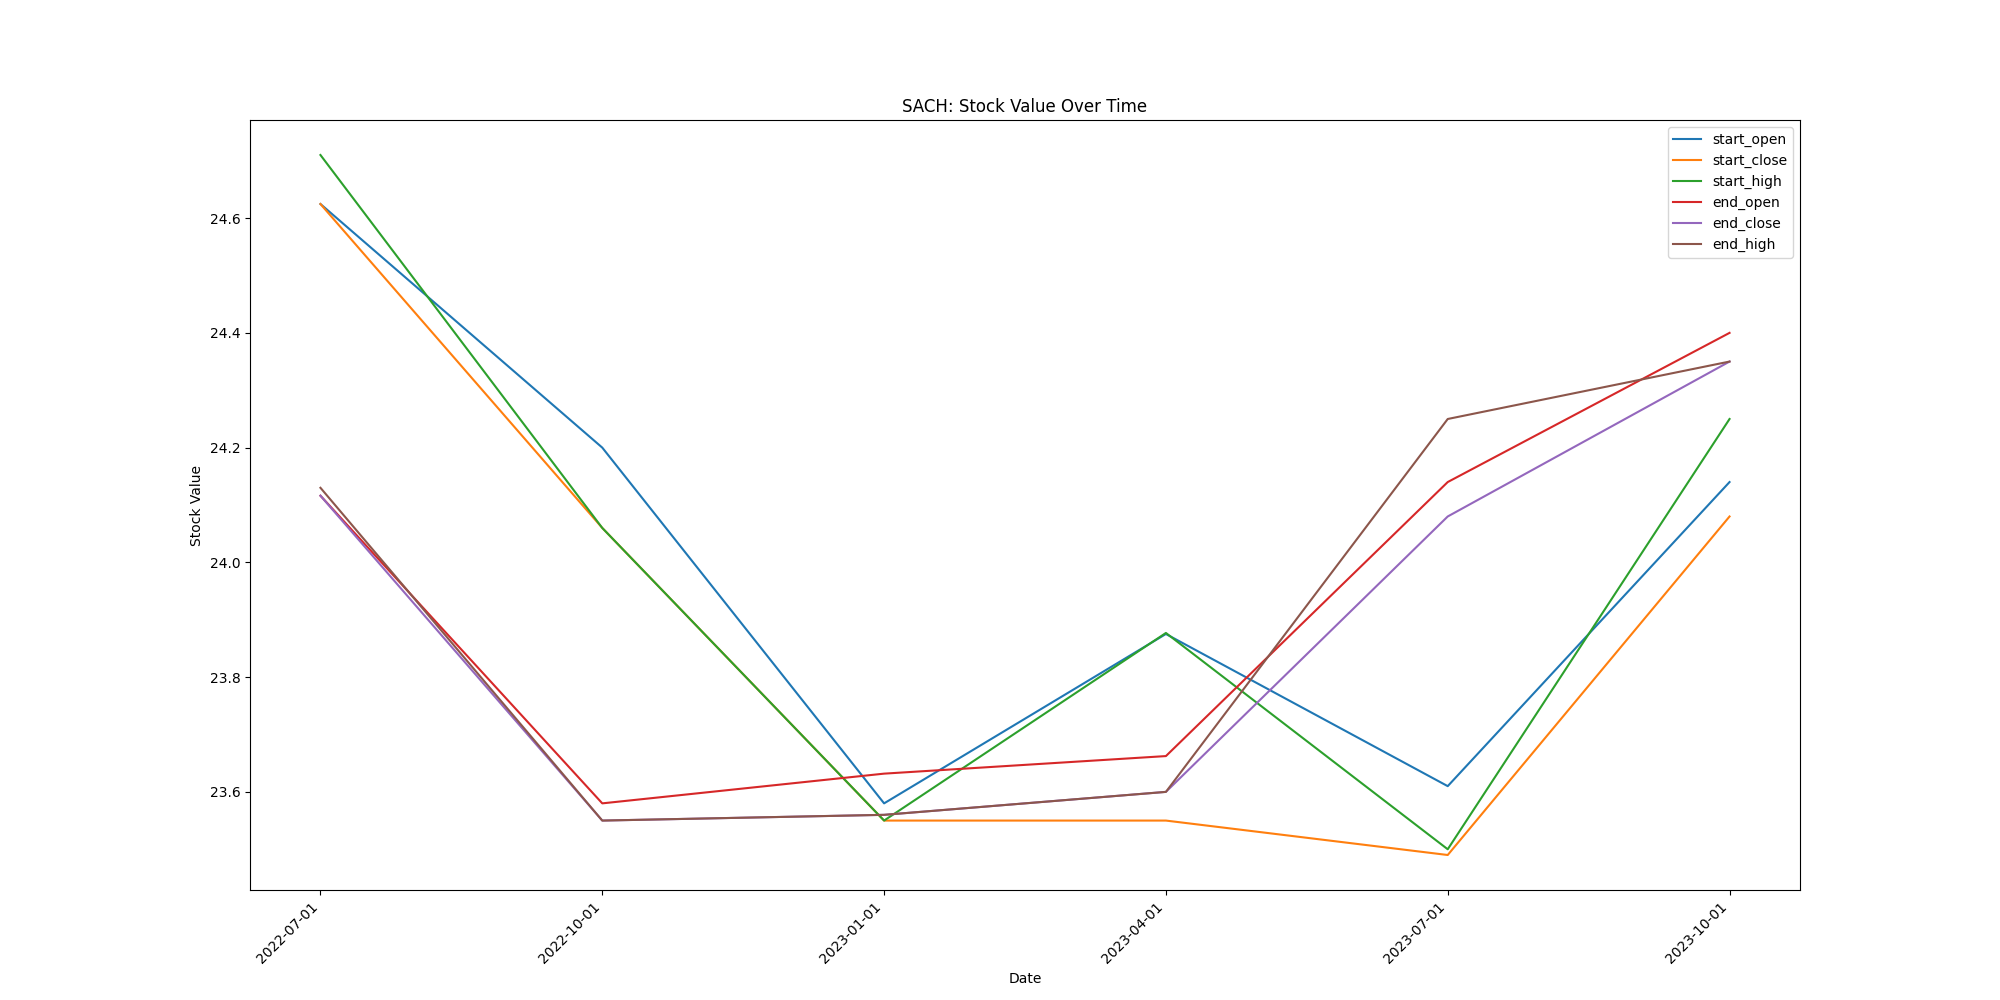 SACH: Stock Value Over Time
start_open
start_close
start_high
end_open
end_close
end_high
Stock Value
24.6
24.4
24.2
24.0
23.8
23.6
2022-07-01
2022-10-01
2023-01-01
2023-04-01
2023-07-01
2023-10-01
Date